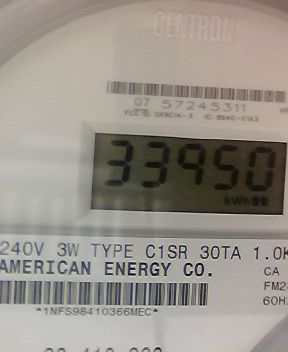 CENTRON®
07 57245311
33950
kWh
240V 3W TYPE C1SR 30TA 1.0K
AMERICAN ENERGY CO.
CA
FM2
60H
*1NFS98410366MEC*